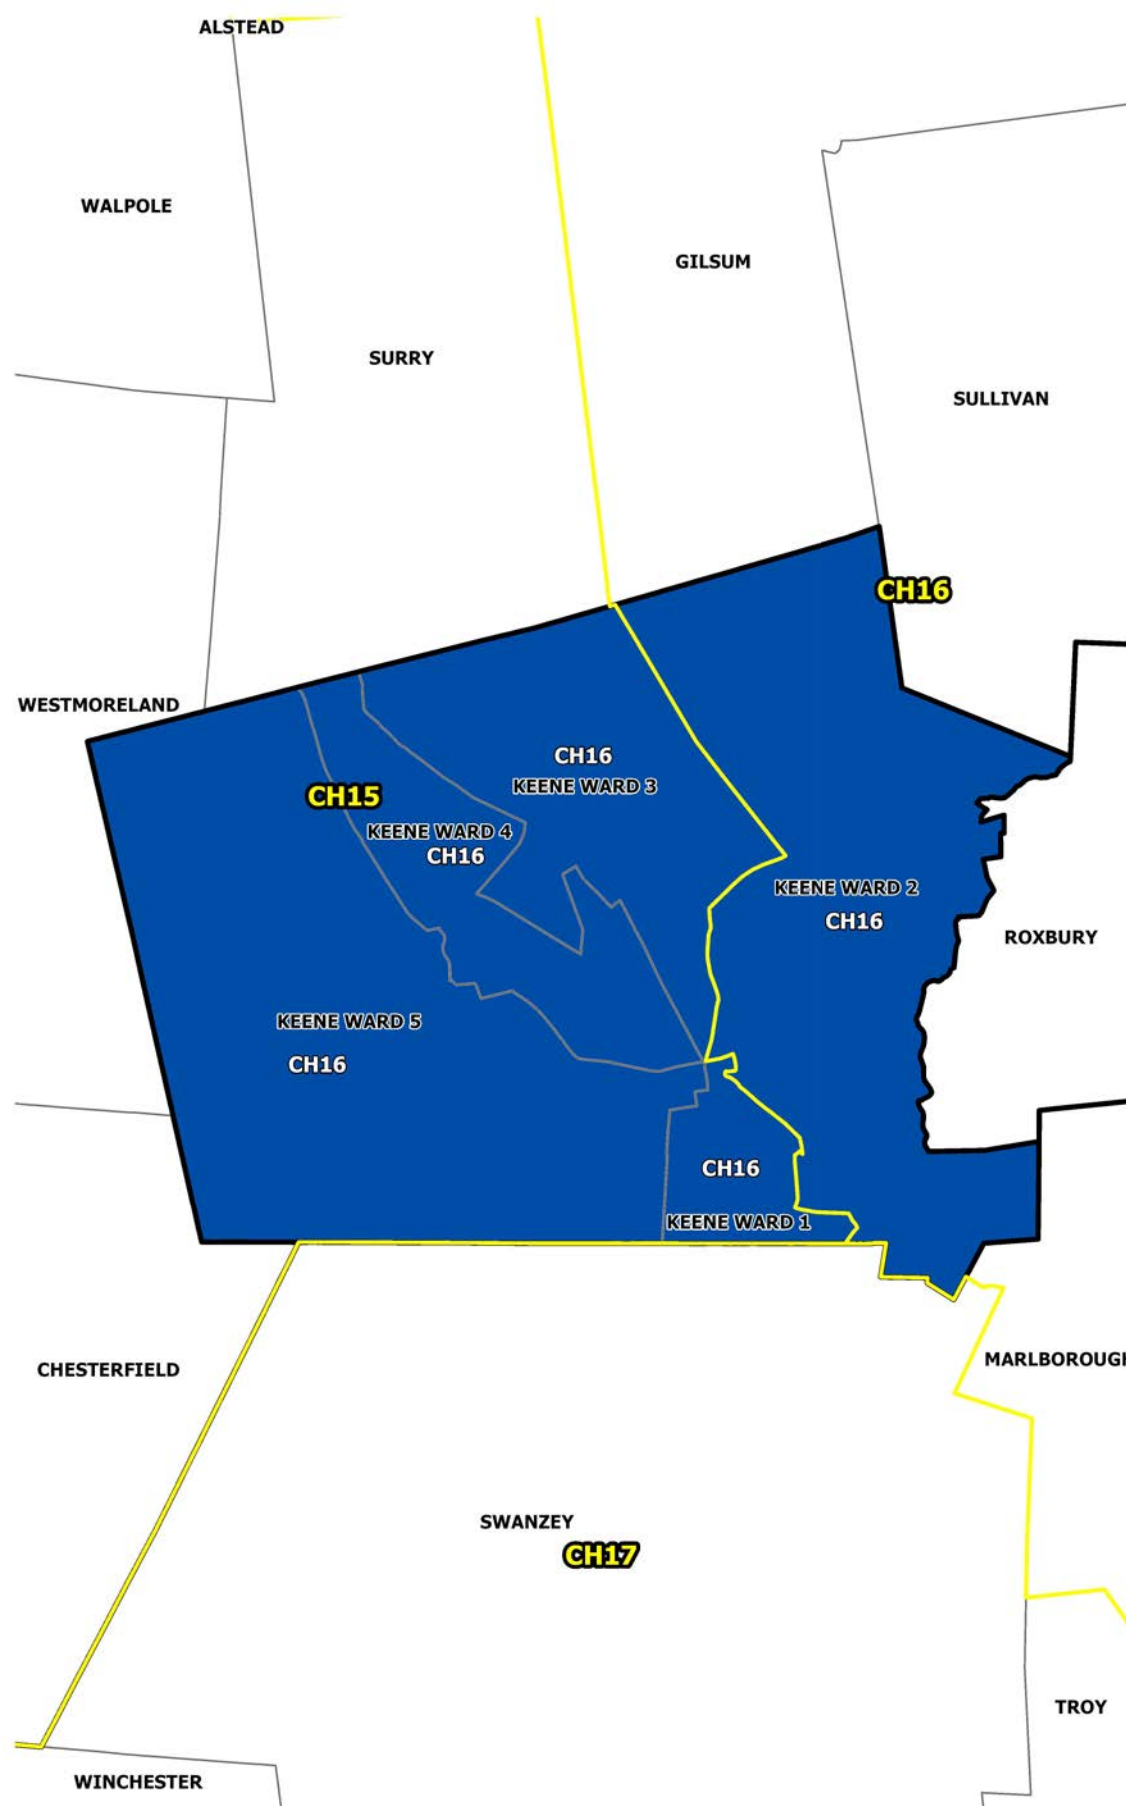 ALSTEAD
WALPOLE
GILSUM
SURRY
SULLIVAN
CH16
WESTMORELAND
CH16
KEENE WARD 3
CH15
KEENE WARD 4
CH16
KEENE WARD 2
CH16
ROXBURY
KEENE WARD 5
CH16
CH16
KEENE WARD 1
MARLBOROUGH
CHESTERFIELD
SWANZEY
CH17
TROY
WINCHESTER